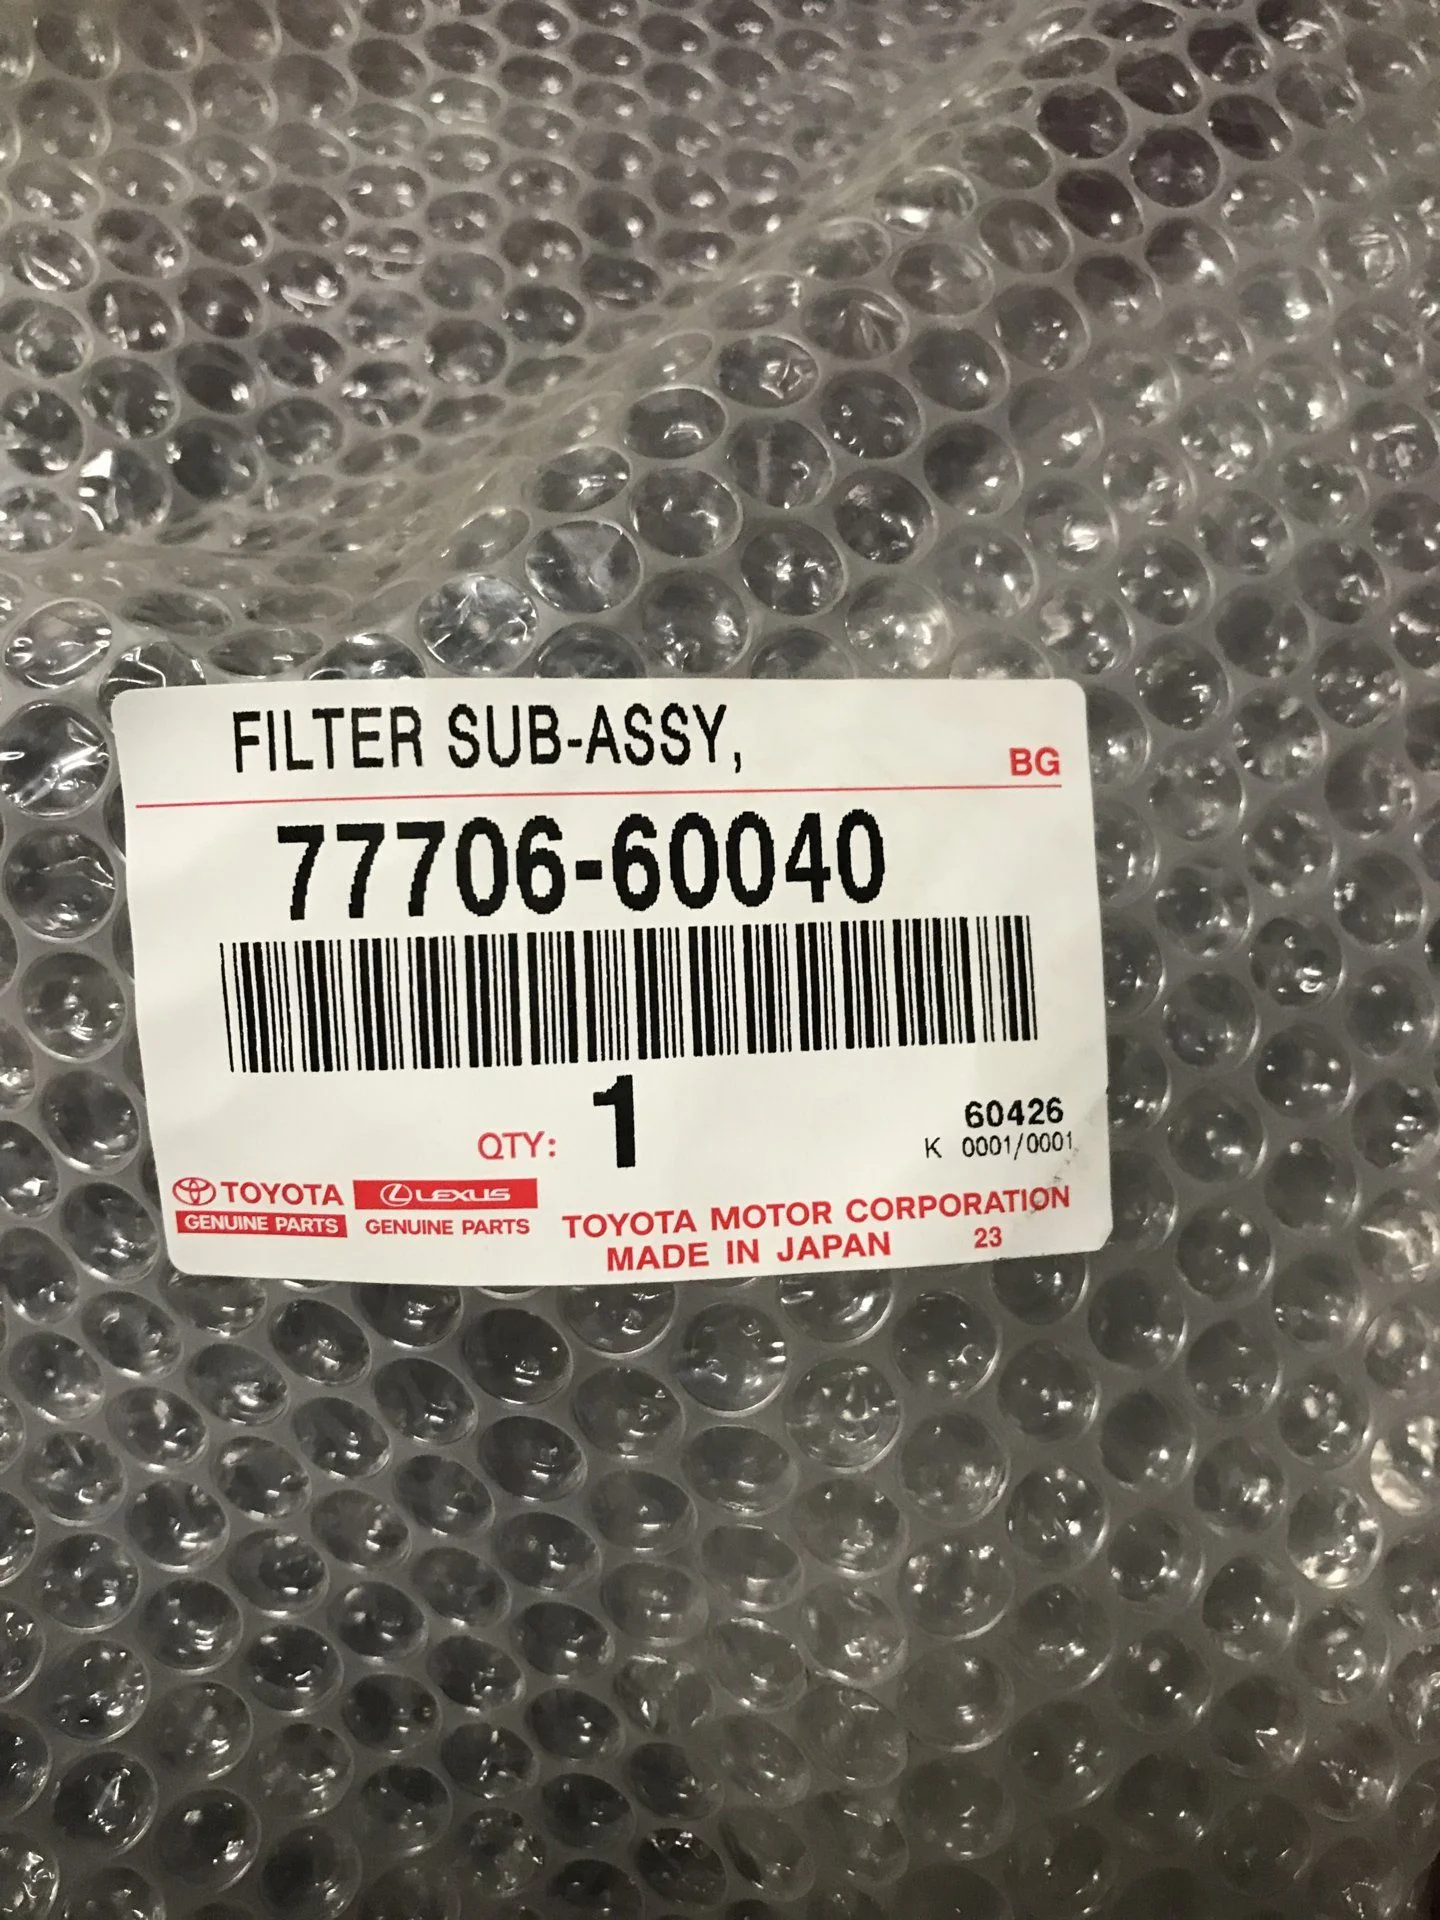 FILTER SUB-ASSY,
BG
77706-60040
QTY: 1
60426
K 0001/0001
TOYOTA LEXUS
GENUINE PARTS GENUINE PARTS
TOYOTA MOTOR CORPORATION
MADE IN JAPAN 23